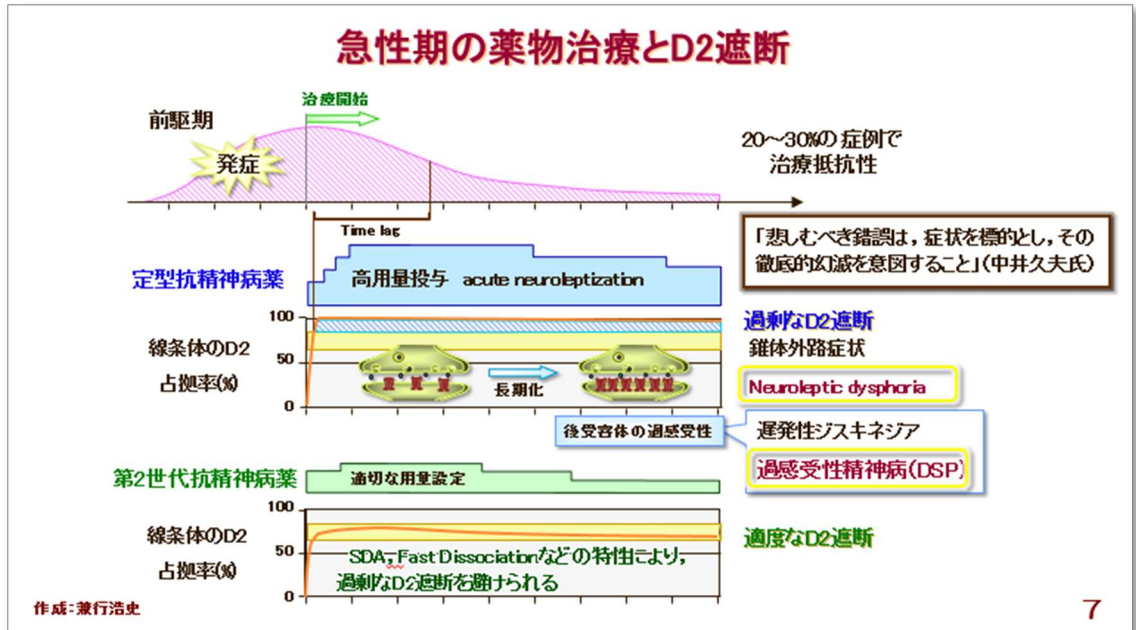 急性期の薬物治療とD2遮断
治療開始
前駆期
発症
20～30%の症例で
治療抵抗性
Time lag
「悲しむべき錯誤は，症状を標的とし，その
徹底的幻滅を意図すること」(中井久夫氏)
定型抗精神病薬
高用量投与 acute neuroleptization
線条体のD2
占拠率(%)
100
50
0
長期化
過剰なD2遮断
錐体外路症状
Neuroleptic dysphoria
後受容体の過感受性
遅発性ジスキネジア
過感受性精神病(DSP)
第2世代抗精神病薬
適切な用量設定
線条体のD2
占拠率(%)
100
50
0
SDA，Fast Dissociationなどの特性により，
過剰なD2遮断を避けられる
適度なD2遮断
作成：兼行浩史
7